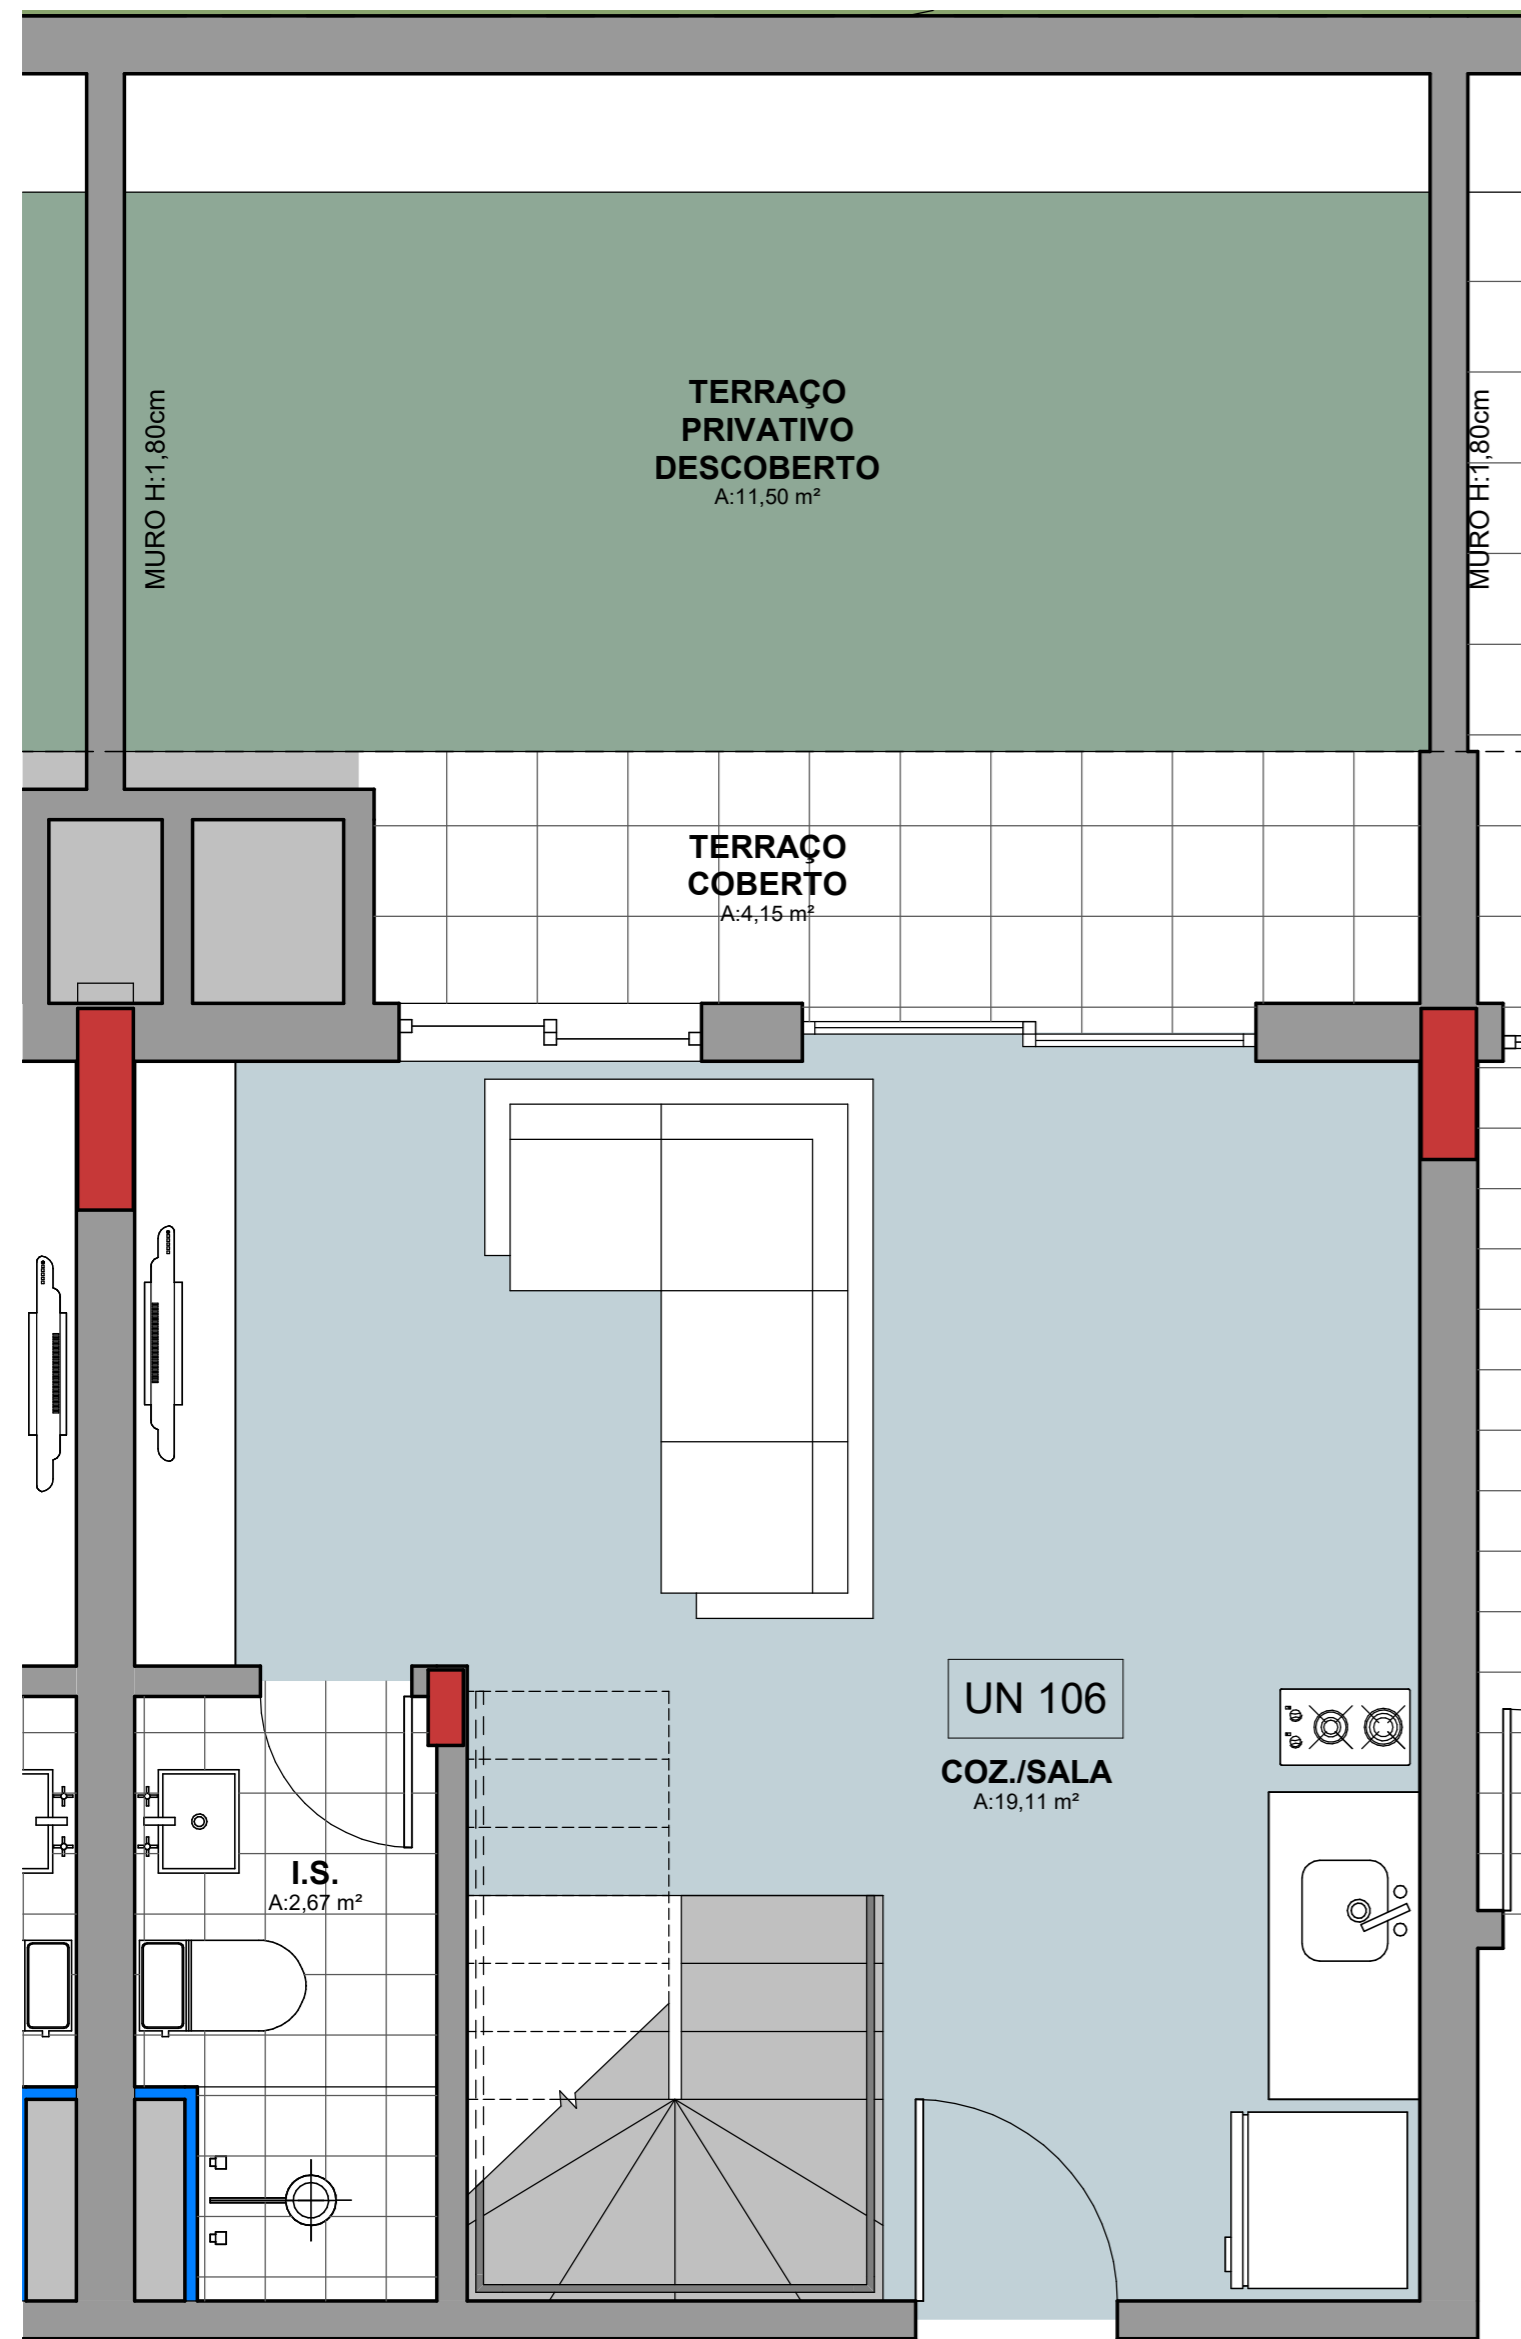 TERRAÇO
PRIVATIVO
DESCOBERTO
A:11,50 m²
MURO H:1,80cm
MURO H:1,80cm
TERRAÇO
COBERTO
A:4,15 m²
UN 106
COZ./SALA
A:19,11 m²
I.S.
A:2,67 m²